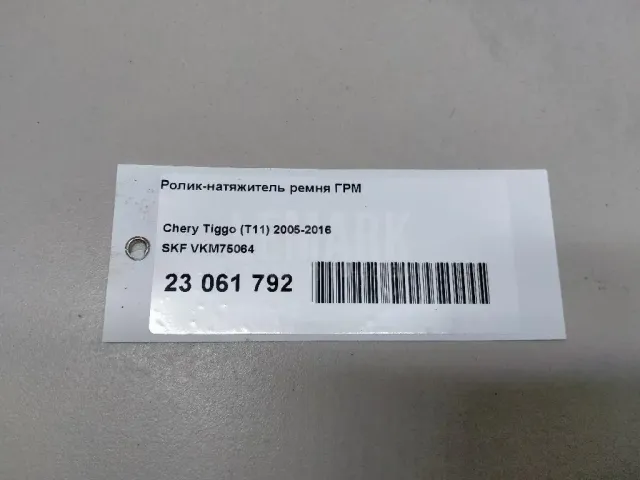 Ролик-натяжитель ремня ГРМ
Chery Tiggo (T11) 2005-2016
SKF VKM75064
23 061 792